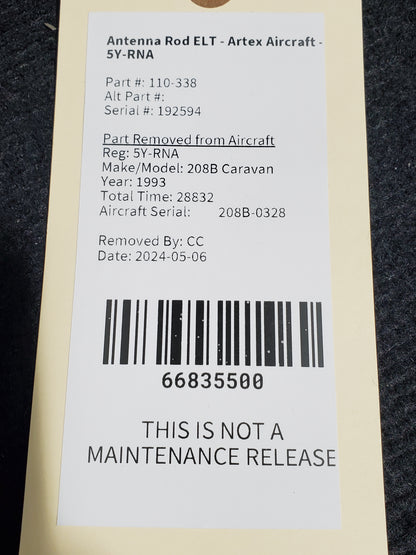 Antenna Rod ELT - Artex Aircraft -
5Y-RNA
Part #: 110-338
Alt Part #:
Serial #: 192594
Part Removed from Aircraft
Reg: 5Y-RNA
Make/Model: 208B Caravan
Year: 1993
Total Time: 28832
Aircraft Serial: 208B-0328
Removed By: CC
Date: 2024-05-06
66835500
THIS IS NOT A
MAINTENANCE RELEASE